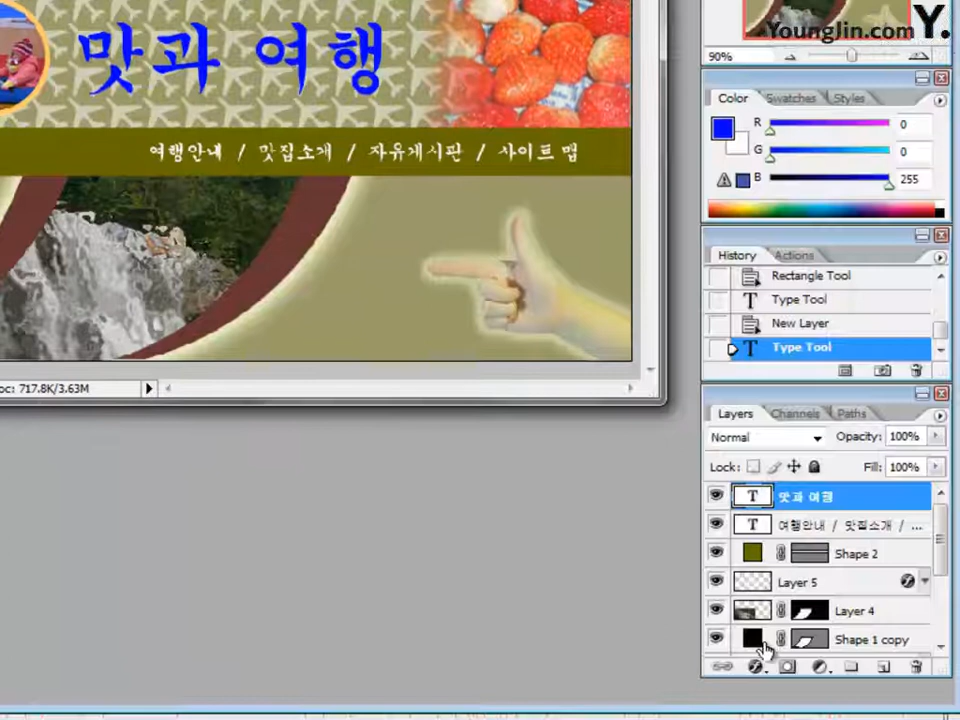 Younglin.com Y.
90%
맛과 여행
Color Swatches Styles
R 0
G 0
B 255
여행안내 / 맛집소개 / 자유게시판 / 사이트 맵
History Actions
Rectangle Tool
Type Tool
New Layer
Type Tool
oc: 717.8K/3.63M
Layers Channels Paths
Normal Opacity: 100%
Lock: Fill: 100%
T 맛과 여행
T 여행안내 / 맛집소개 / ...
Shape 2
Layer 5
Layer 4
Shape 1 copy